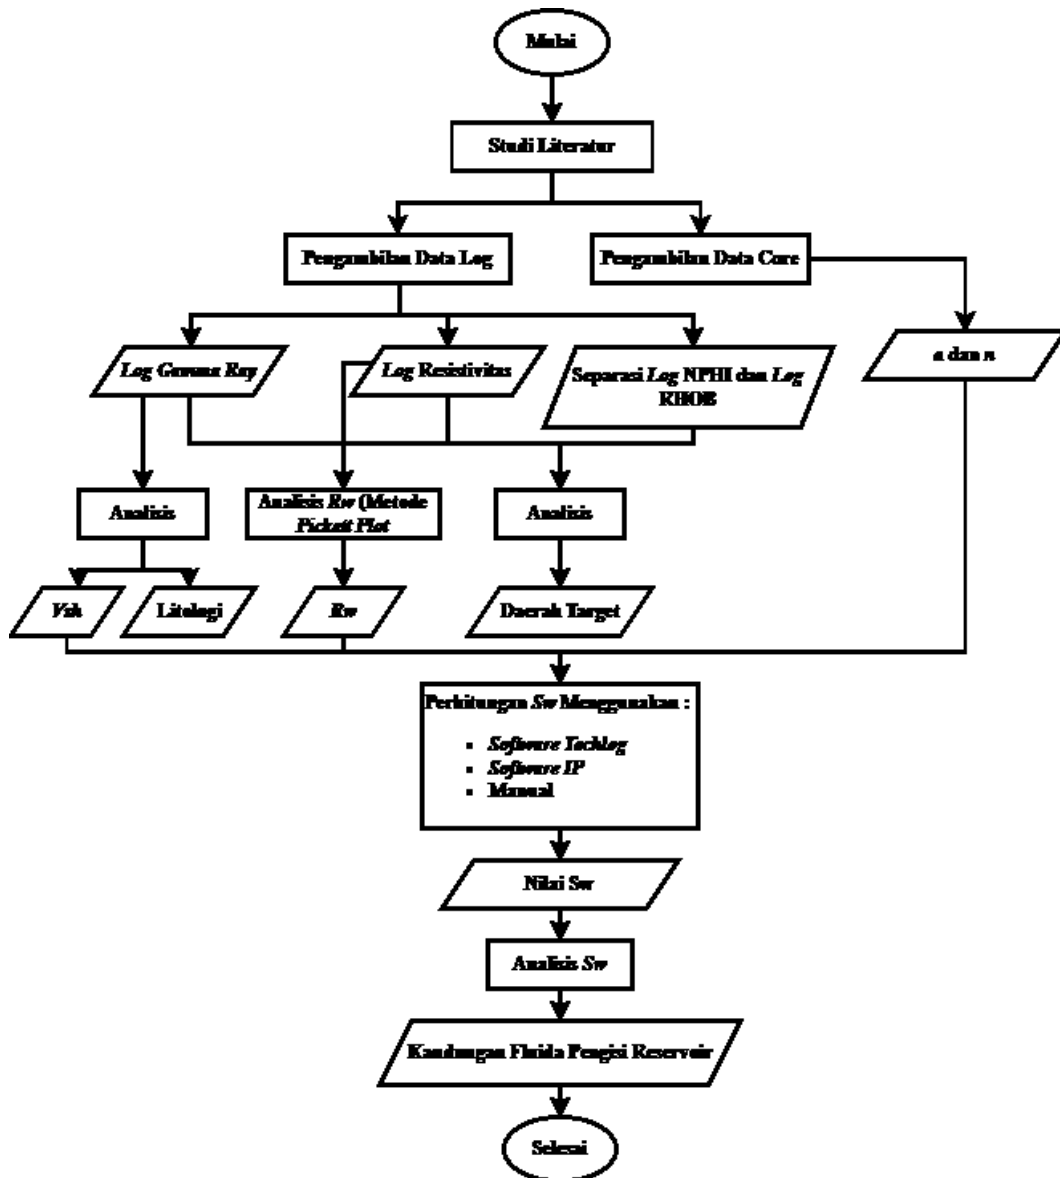 Mulai
Studi Literatur
Pengambilan Data Log
Pengambilan Data Core
Log Gamma Ray
Log Resistivitas
Separasi Log NPHI dan Log
RHOB
a dan n
Analisis
Analisis Rw (Metode
Pickett Plot
Analisis
Vsh
Litologi
Rw
Daerah Target
Perhitungan Sw Menggunakan :
▪ Software Techlog
▪ Software IP
▪ Manual
Nilai Sw
Analisis Sw
Kandungan Fluida Pengisi Reservoir
Selesai